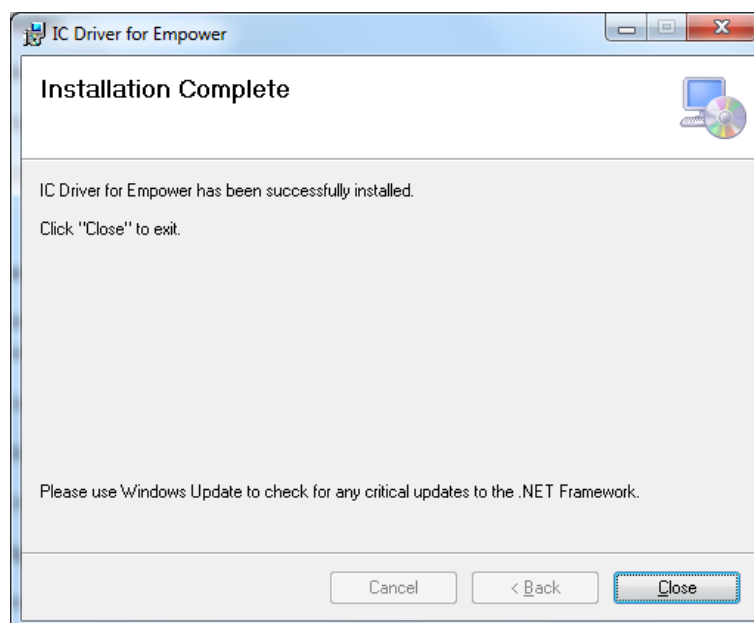 IC Driver for Empower
Installation Complete
IC Driver for Empower has been successfully installed.
Click "Close" to exit.
Please use Windows Update to check for any critical updates to the .NET Framework.
Cancel
< Back
Close